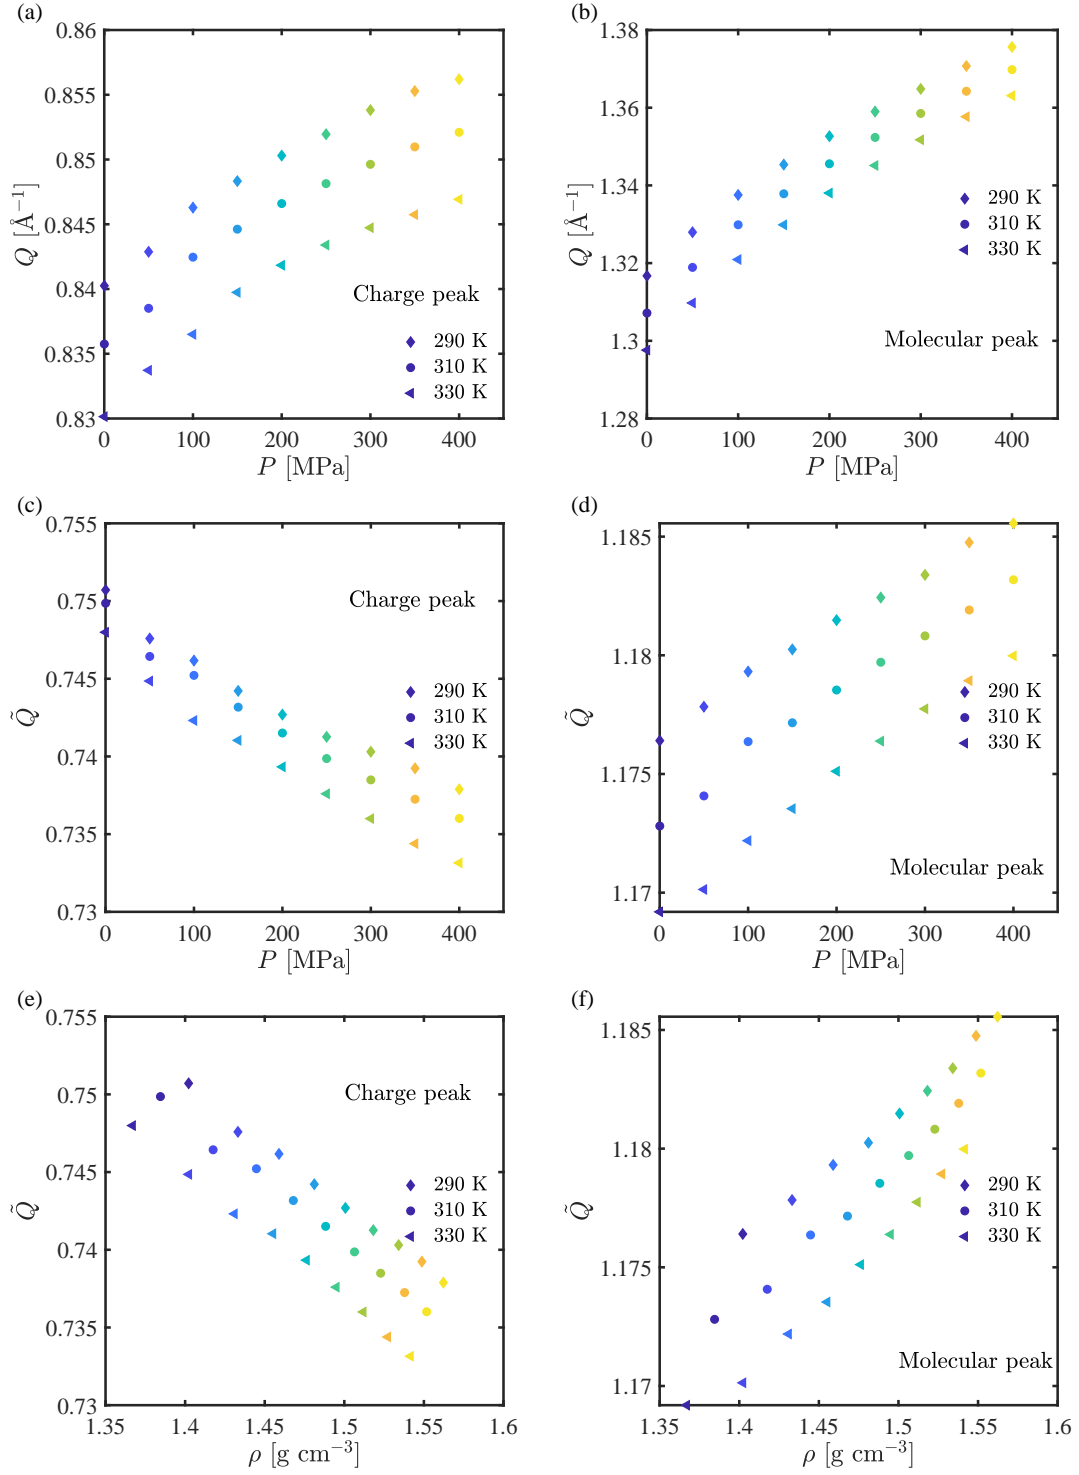 (a)
0.86
0.855
0.85
0.845
0.84
0.835
0.83
Q [Å⁻¹]
Charge peak
290 K
310 K
330 K
0 100 200 300 400
P [MPa]
(b)
1.38
1.36
1.34
1.32
1.3
1.28
Q [Å⁻¹]
290 K
310 K
330 K
Molecular peak
0 100 200 300 400
P [MPa]
(c)
0.755
0.75
0.745
0.74
0.735
0.73
Q̃
Charge peak
290 K
310 K
330 K
0 100 200 300 400
P [MPa]
(d)
1.185
1.18
1.175
1.17
Q̃
290 K
310 K
330 K
Molecular peak
0 100 200 300 400
P [MPa]
(e)
0.755
0.75
0.745
0.74
0.735
0.73
Q̃
Charge peak
290 K
310 K
330 K
1.35 1.4 1.45 1.5 1.55 1.6
ρ [g cm⁻³]
(f)
1.185
1.18
1.175
1.17
Q̃
290 K
310 K
330 K
Molecular peak
1.35 1.4 1.45 1.5 1.55 1.6
ρ [g cm⁻³]